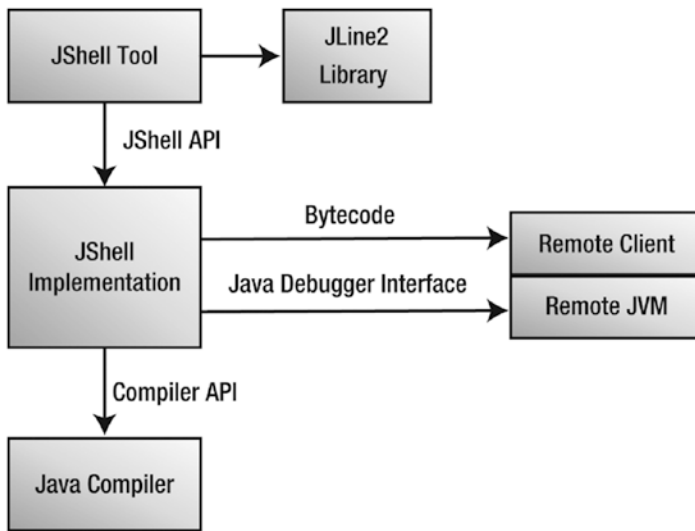 JShell Tool
JLine2
Library
JShell API
JShell
Implementation
Bytecode
Remote Client
Java Debugger Interface
Remote JVM
Compiler API
Java Compiler